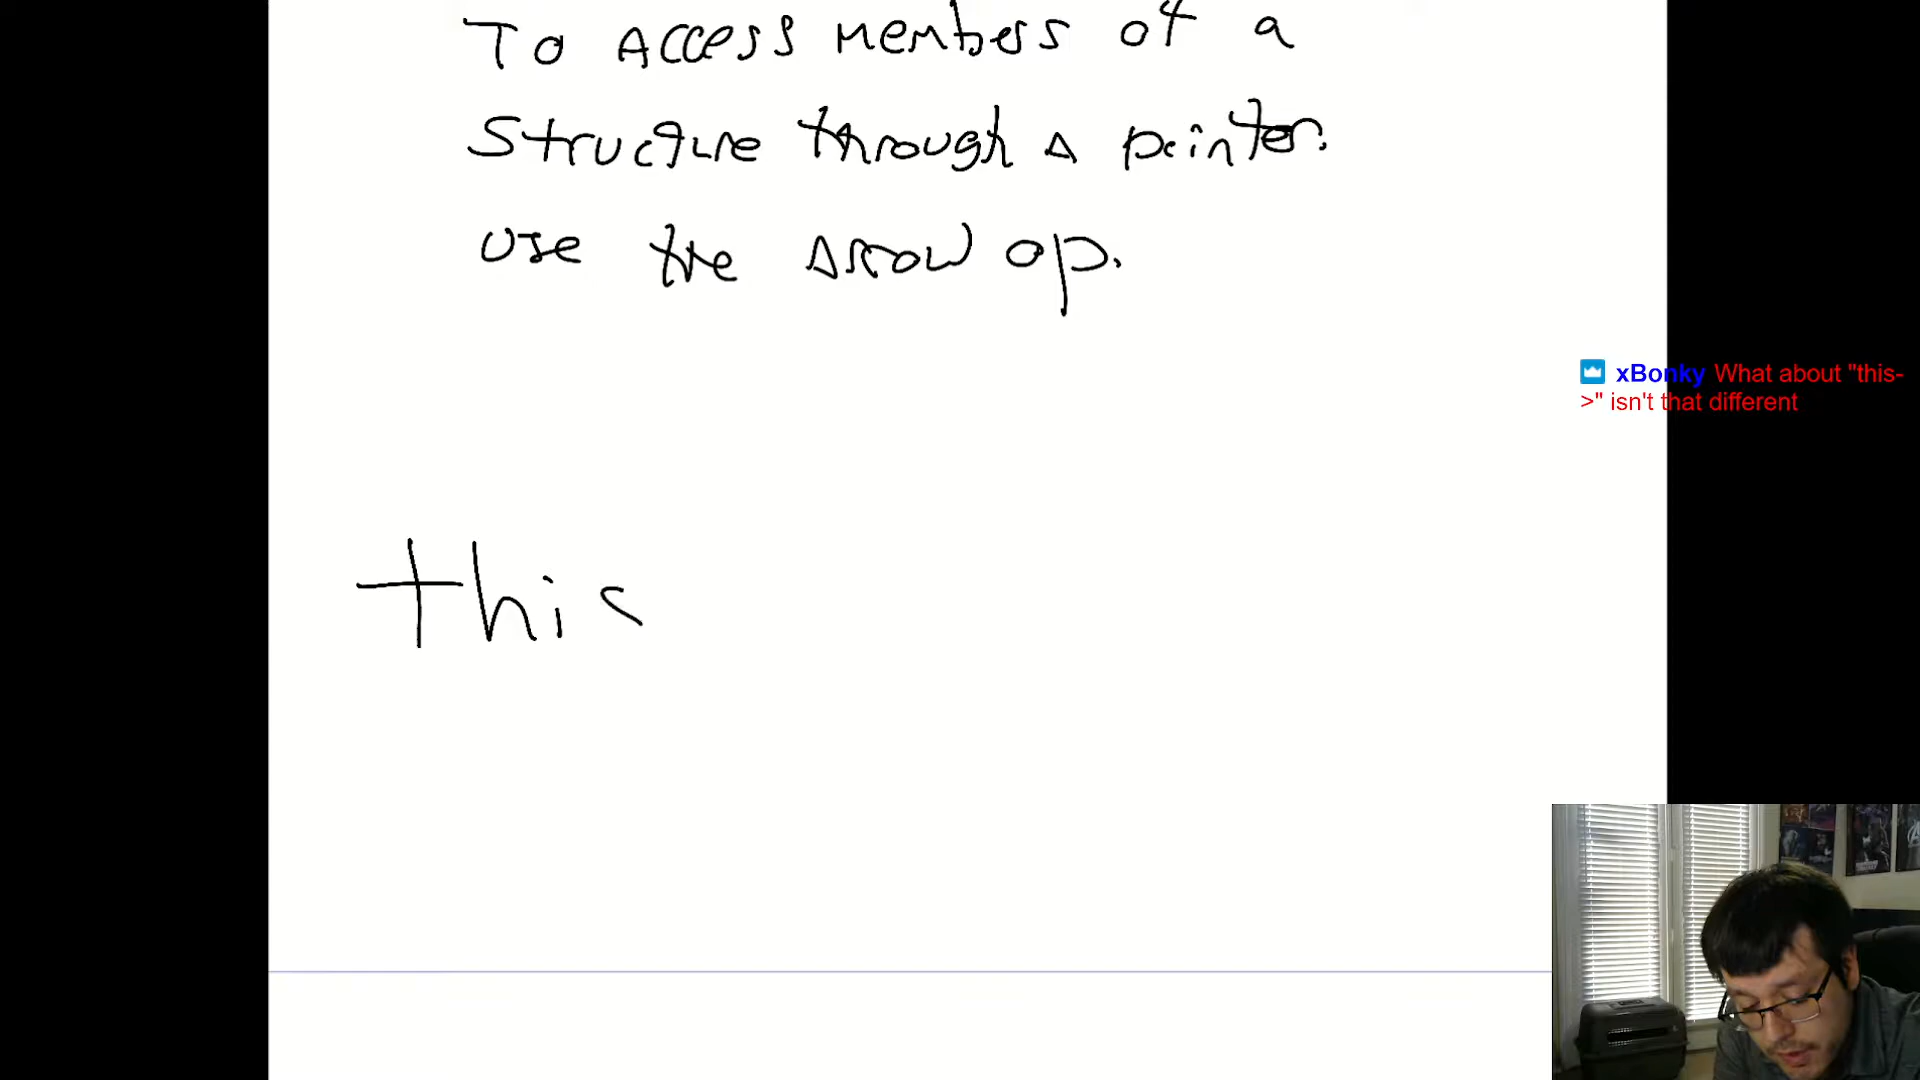 To Access members of a
structure through a pointer.
use the arrow op.
xBonky What about "this-
>" isn't that different
this